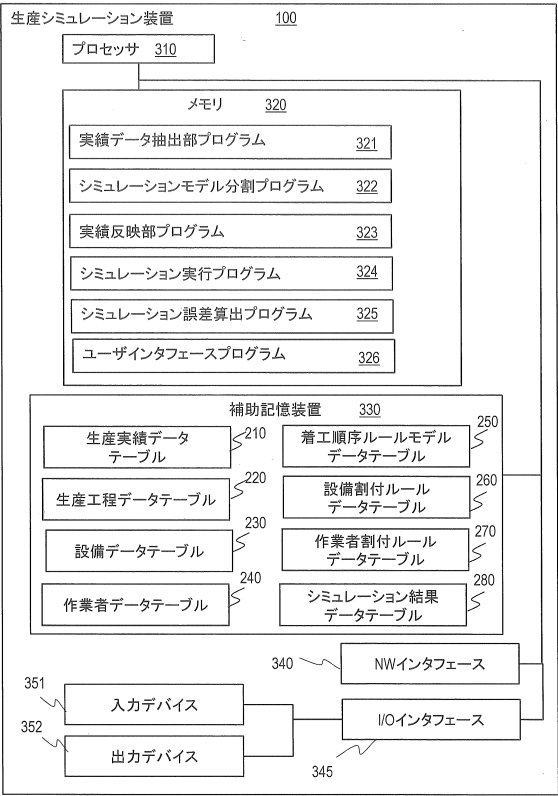 生産シミュレーション装置 100
プロセッサ 310
メモリ 320
実績データ抽出部プログラム 321
シミュレーションモデル分割プログラム 322
実績反映部プログラム 323
シミュレーション実行プログラム 324
シミュレーション誤差算出プログラム 325
ユーザインタフェースプログラム 326
補助記憶装置 330
生産実績データ
テーブル
210
生産工程データテーブル
220
設備データテーブル
230
作業者データテーブル
240
着工順序ルールモデル
データテーブル
250
設備割付ルール
データテーブル
260
作業者割付ルール
データテーブル
270
シミュレーション結果
データテーブル
280
340
NWインタフェース
351
入力デバイス
352
出力デバイス
I/Oインタフェース
345